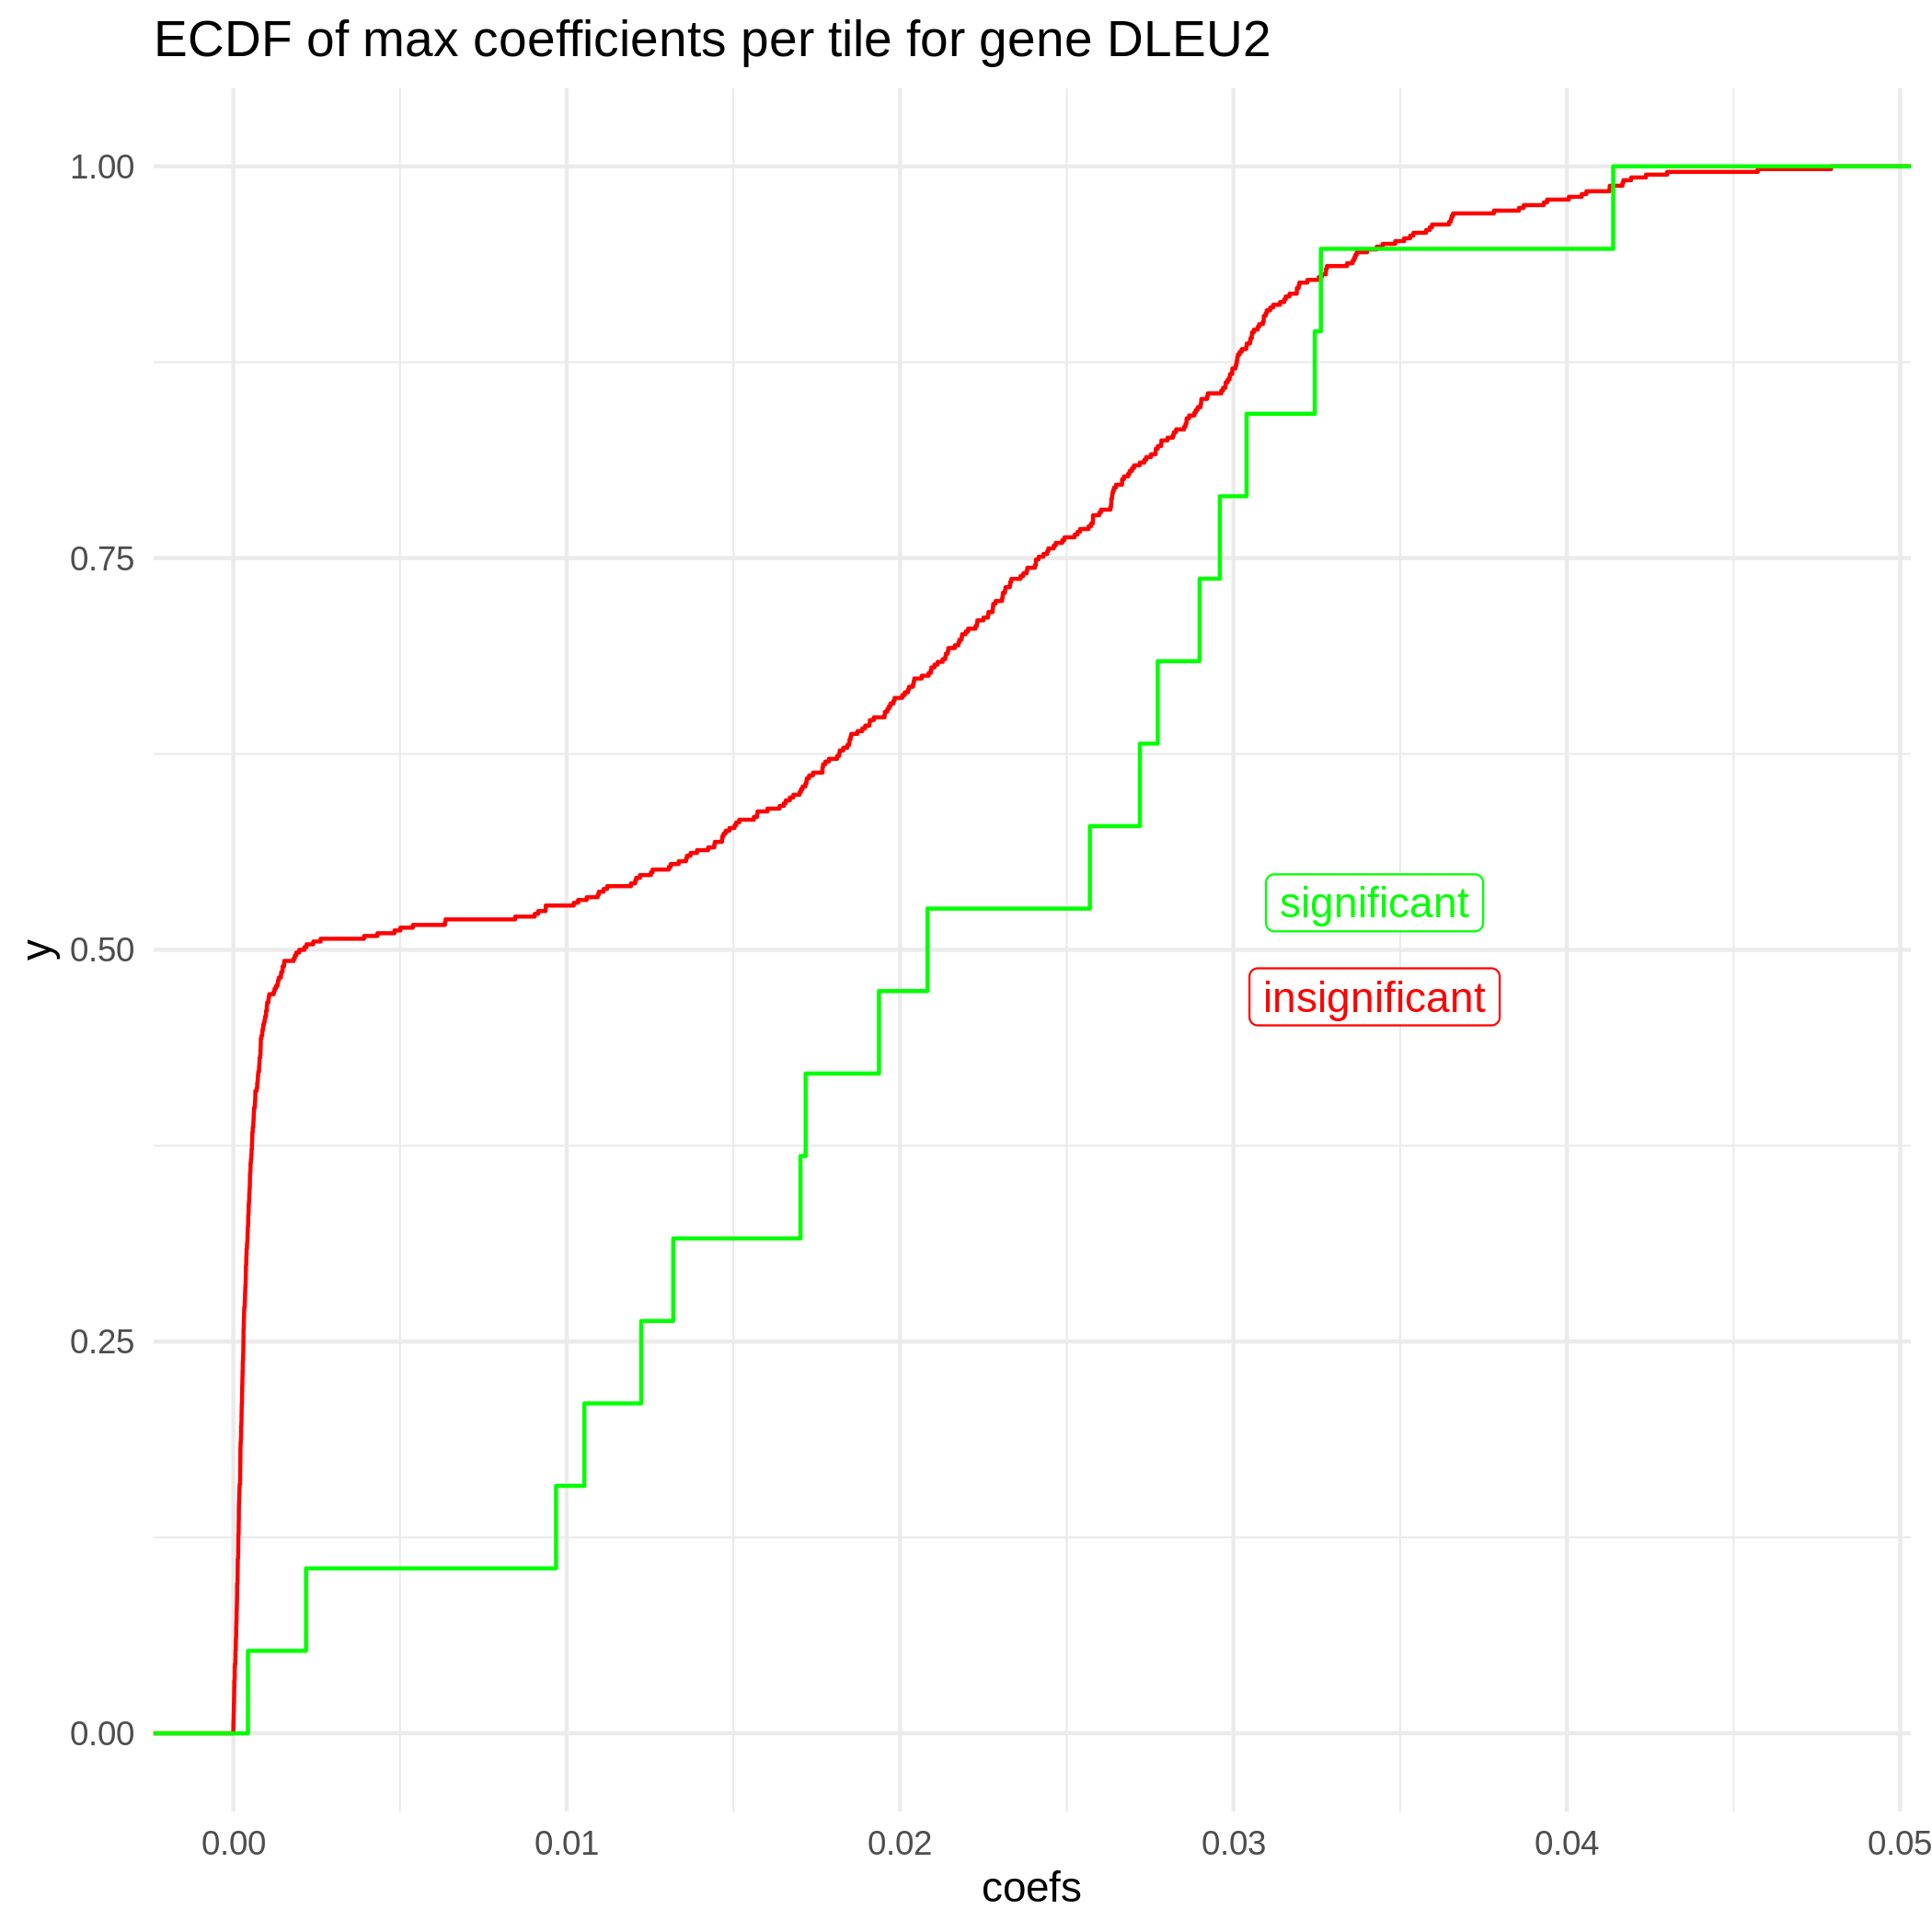 ECDF of max coefficients per tile for gene DLEU2
1.00
0.75
0.50
0.25
0.00
y
significant
insignificant
0.00 0.01 0.02 0.03 0.04 0.05
coefs